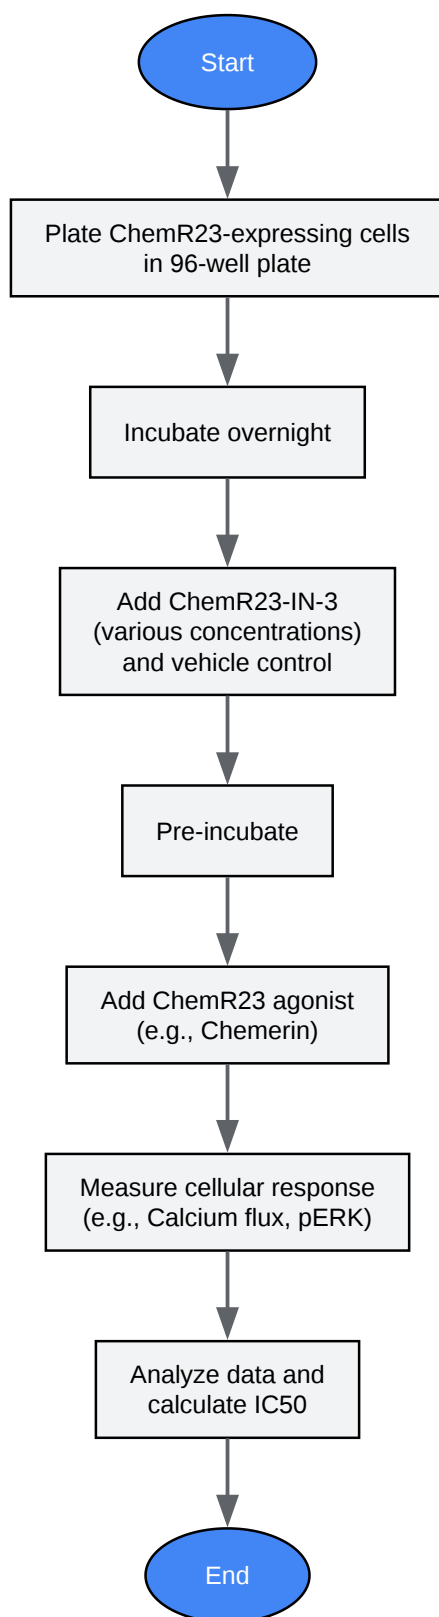 Start
Plate ChemR23-expressing cells
in 96-well plate
Incubate overnight
Add ChemR23-IN-3
(various concentrations)
and vehicle control
Pre-incubate
Add ChemR23 agonist
(e.g., Chemerin)
Measure cellular response
(e.g., Calcium flux, pERK)
Analyze data and
calculate IC50
End